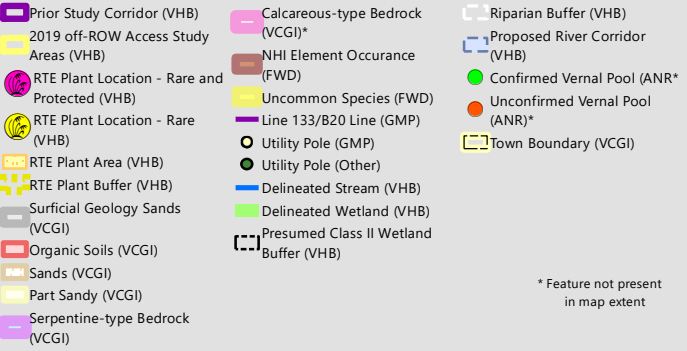 Prior Study Corridor (VHB)
2019 off-ROW Access Study
Areas (VHB)
RTE Plant Location - Rare and
Protected (VHB)
RTE Plant Location - Rare
(VHB)
RTE Plant Area (VHB)
RTE Plant Buffer (VHB)
Surficial Geology Sands
(VCGI)
Organic Soils (VCGI)
Sands (VCGI)
Part Sandy (VCGI)
Serpentine-type Bedrock
(VCGI)
Calcareous-type Bedrock
(VCGI)*
NHI Element Occurance
(FWD)
Uncommon Species (FWD)
Line 133/B20 Line (GMP)
Utility Pole (GMP)
Utility Pole (Other)
Delineated Stream (VHB)
Delineated Wetland (VHB)
Presumed Class II Wetland
Buffer (VHB)
Riparian Buffer (VHB)
Proposed River Corridor
(VHB)
Confirmed Vernal Pool (ANR)*
Unconfirmed Vernal Pool
(ANR)*
Town Boundary (VCGI)
* Feature not present
in map extent